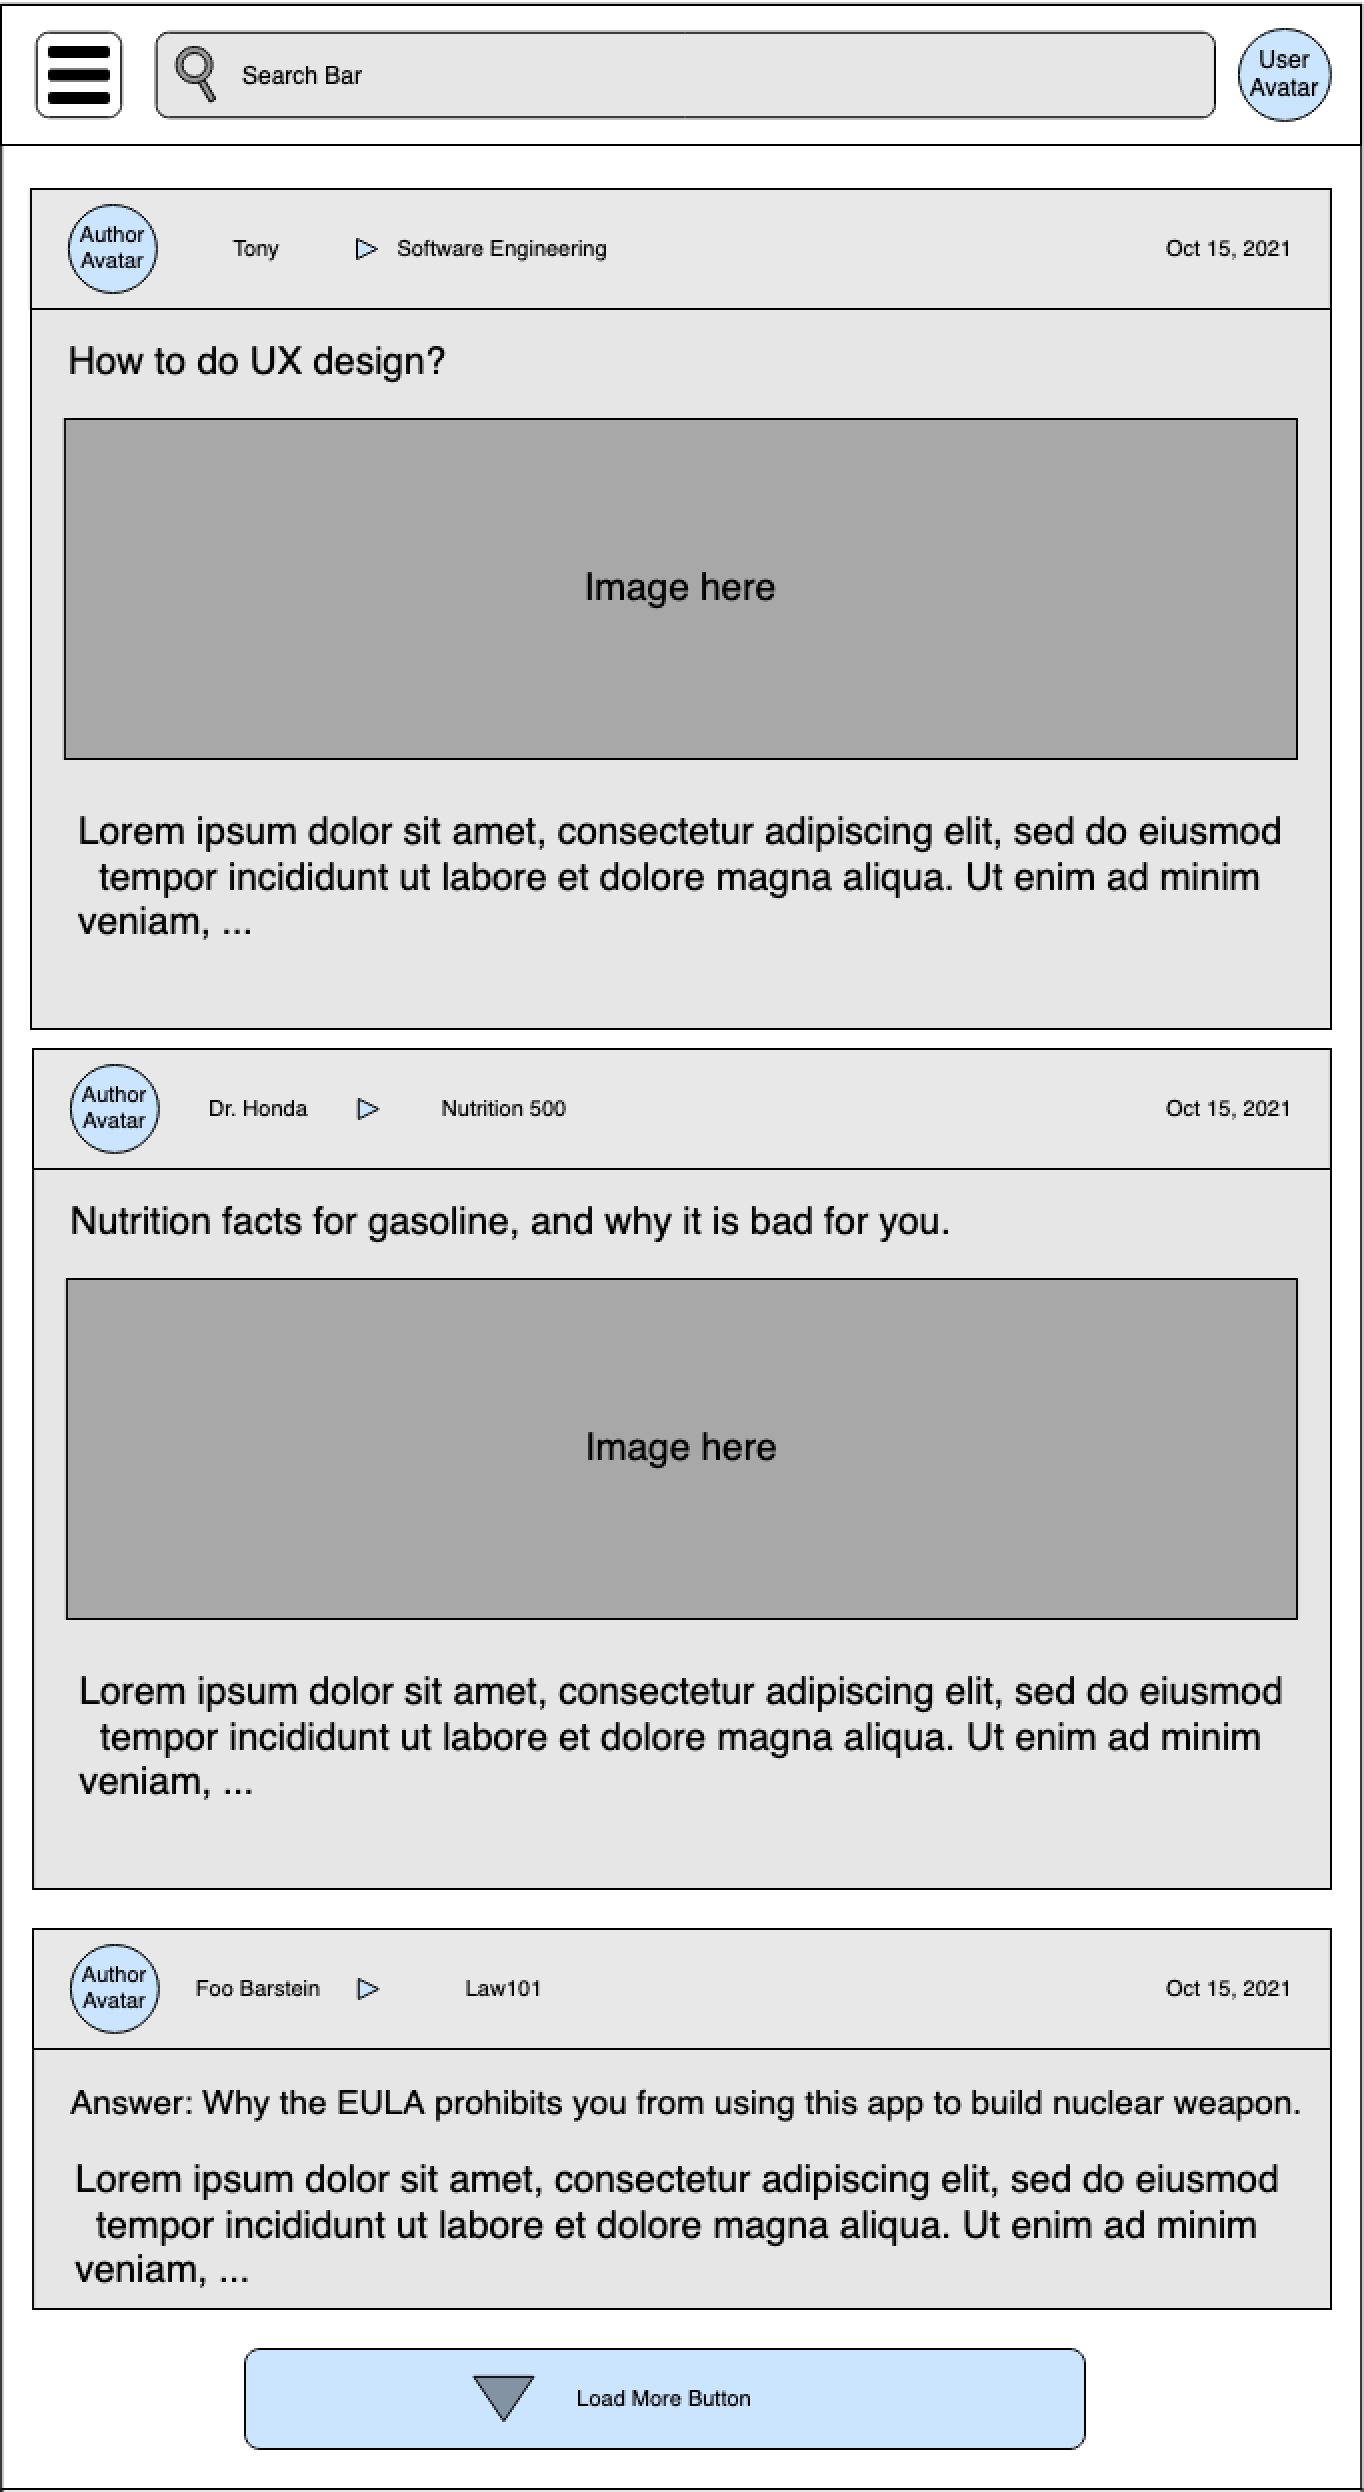 Search Bar
User
Avatar
Author
Avatar
Tony
Software Engineering
Oct 15, 2021
How to do UX design?
Image here
Lorem ipsum dolor sit amet, consectetur adipiscing elit, sed do eiusmod
tempor incididunt ut labore et dolore magna aliqua. Ut enim ad minim
veniam, ...
Author
Avatar
Dr. Honda
Nutrition 500
Oct 15, 2021
Nutrition facts for gasoline, and why it is bad for you.
Image here
Lorem ipsum dolor sit amet, consectetur adipiscing elit, sed do eiusmod
tempor incididunt ut labore et dolore magna aliqua. Ut enim ad minim
veniam, ...
Author
Avatar
Foo Barstein
Law101
Oct 15, 2021
Answer: Why the EULA prohibits you from using this app to build nuclear weapon.
Lorem ipsum dolor sit amet, consectetur adipiscing elit, sed do eiusmod
tempor incididunt ut labore et dolore magna aliqua. Ut enim ad minim
veniam, ...
Load More Button